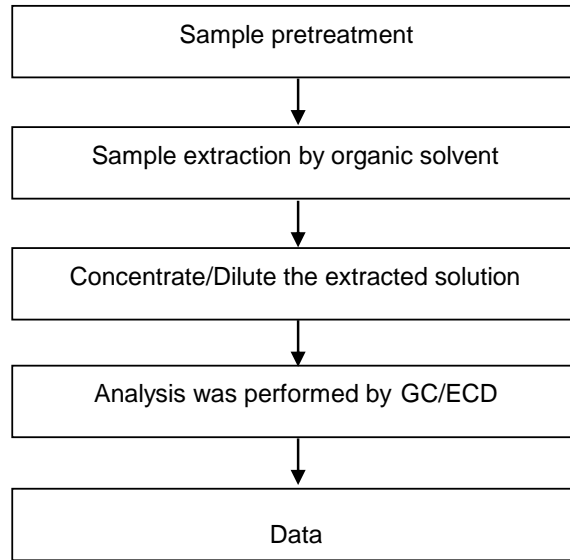 Sample pretreatment
Sample extraction by organic solvent
Concentrate/Dilute the extracted solution
Analysis was performed by GC/ECD
Data